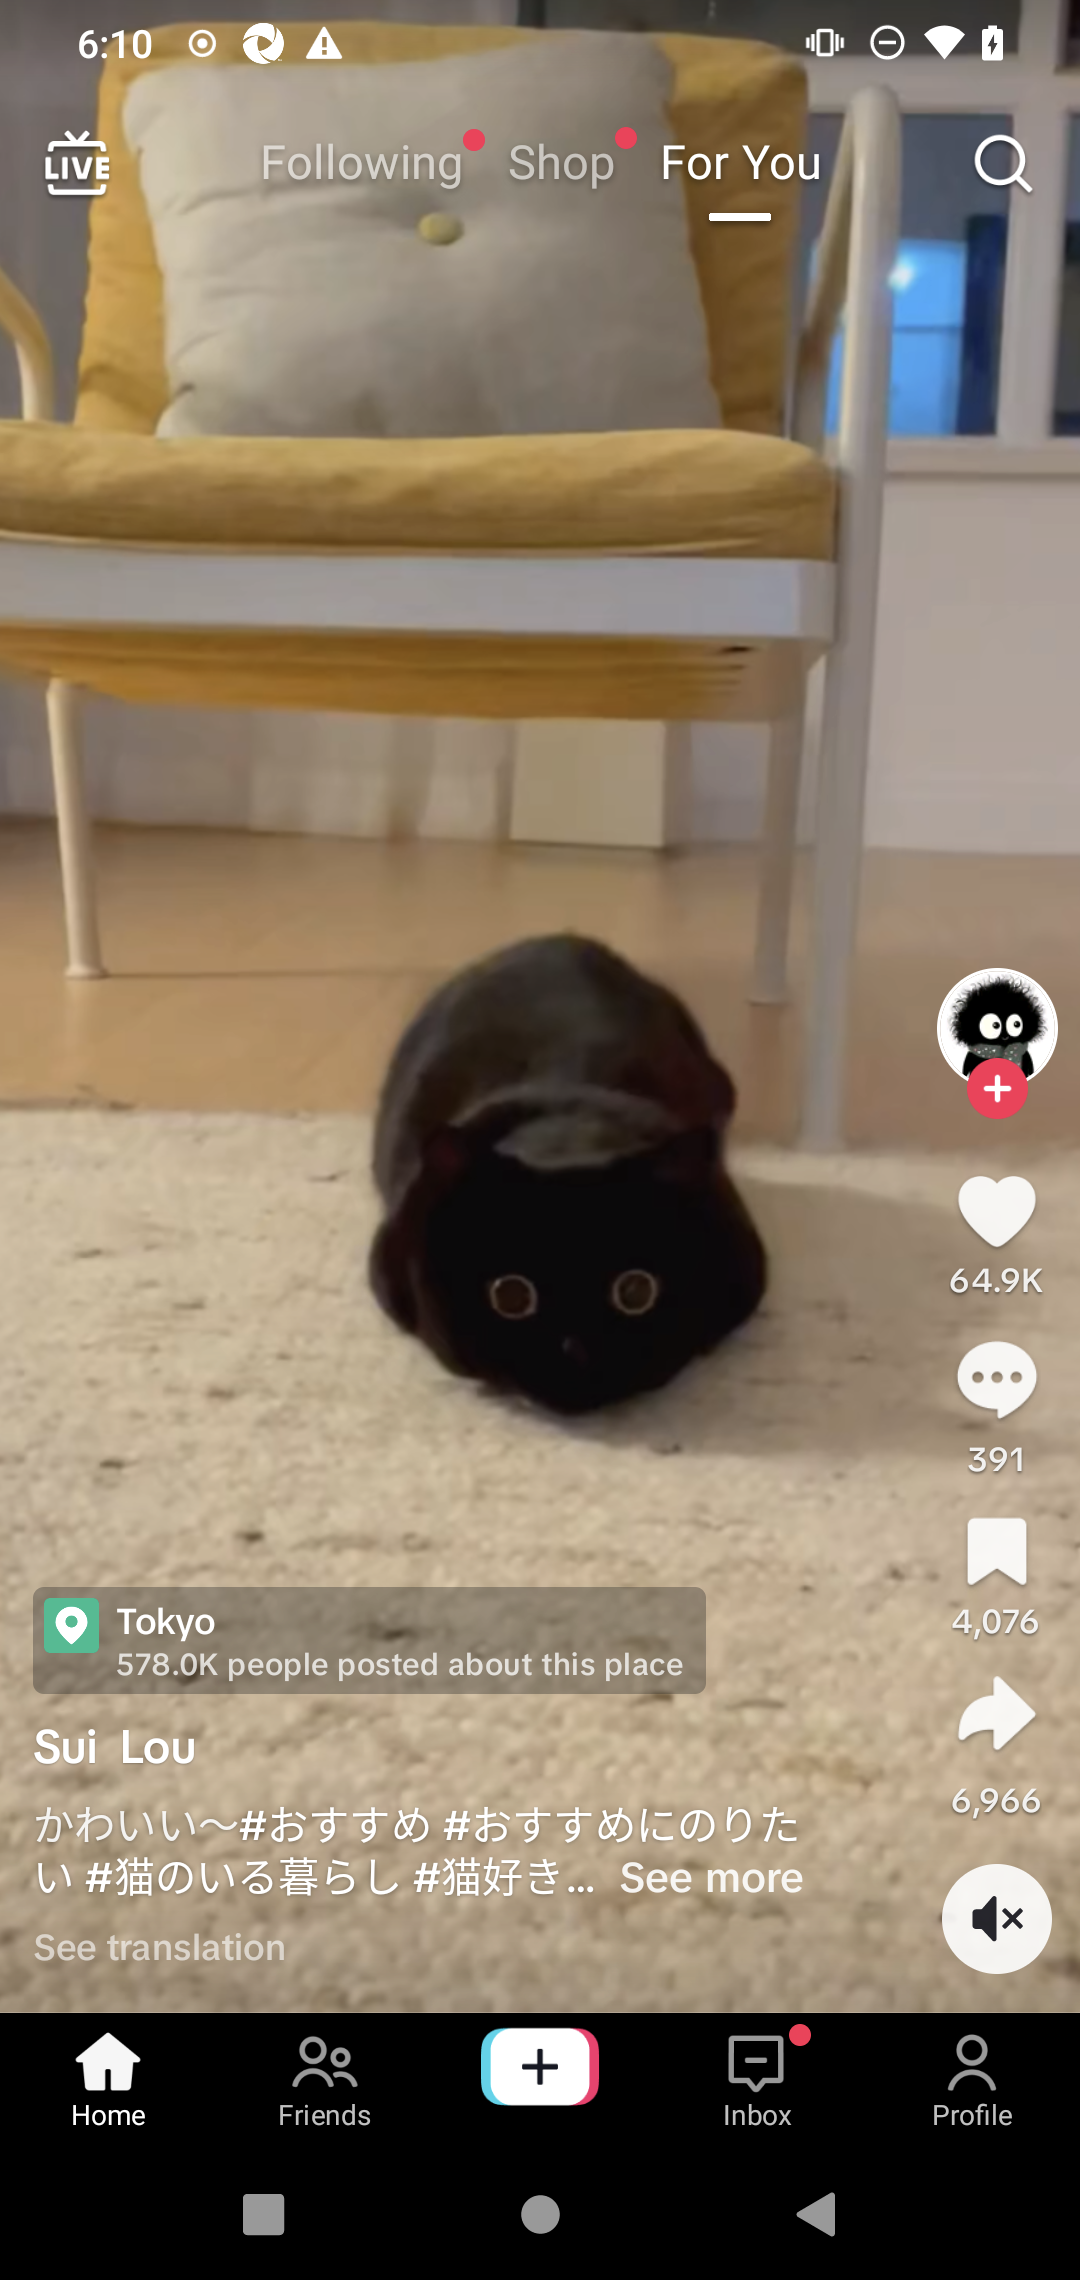 6:10
LIVE
Following Shop For You
64.9K
391
4,076
6,966
Tokyo
578.0K people posted about this place
Sui Lou
かわいい〜#おすすめ #おすすめにのりた
い #猫のいる暮らし #猫好き... See more
See translation
Home Friends Inbox Profile